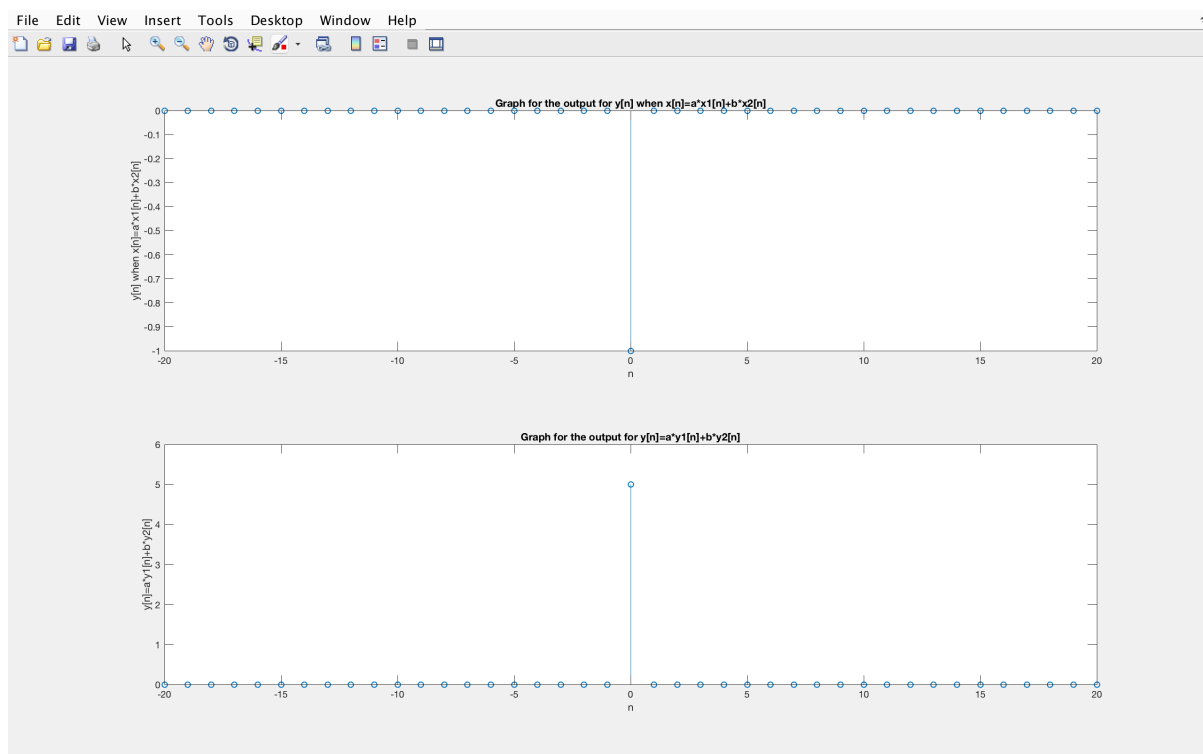 File Edit View Insert Tools Desktop Window Help
Graph for the output for y[n] when x[n]=a*x1[n]+b*x2[n]
y[n] when x[n]=a*x1[n]+b*x2[n]
0
-0.1
-0.2
-0.3
-0.4
-0.5
-0.6
-0.7
-0.8
-0.9
-1
-20 -15 -10 -5 0 5 10 15 20
n
Graph for the output for y[n]=a*y1[n]+b*y2[n]
y[n]=a*y1[n]+b*y2[n]
6
5
4
3
2
1
0
-20 -15 -10 -5 0 5 10 15 20
n